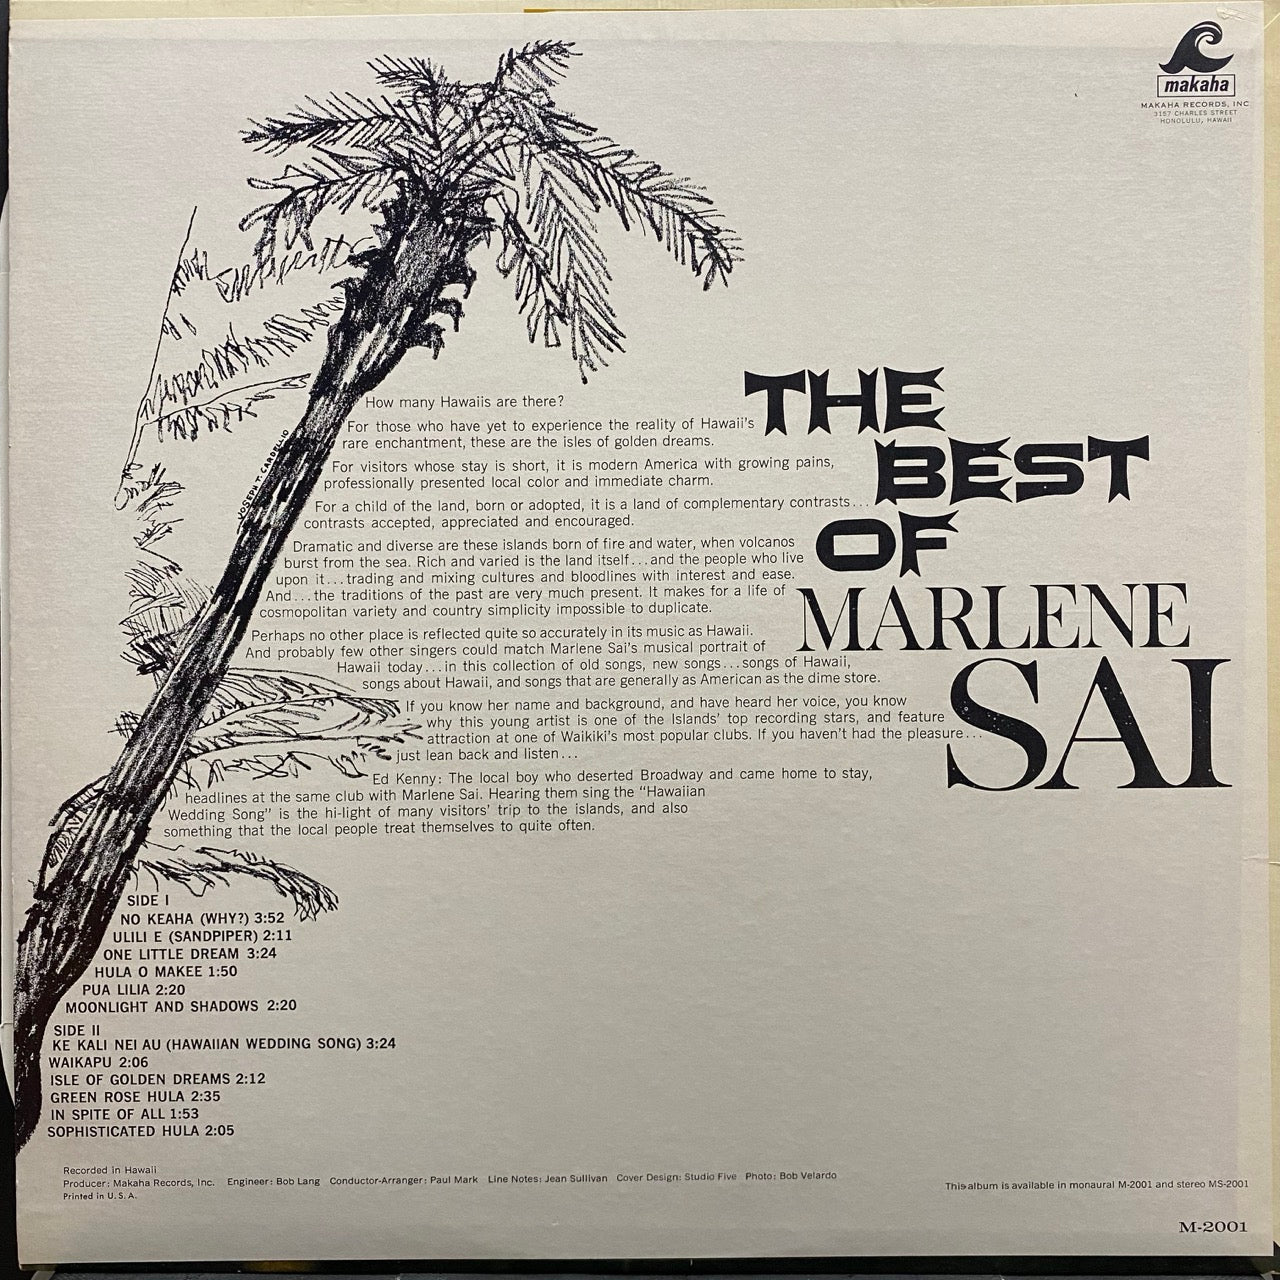 makaha
MAKAHA RECORDS, INC
3157 CHARLES STREET
HONOLULU, HAWAII
THE
BEST
OF
MARLENE
SAI
JOSEPH T. CARDELLIO
How many Hawaiis are there?
For those who have yet to experience the reality of Hawaii's
rare enchantment, these are the isles of golden dreams.
For visitors whose stay is short, it is modern America with growing pains,
professionally presented local color and immediate charm.
For a child of the land, born or adopted, it is a land of complementary contrasts...
contrasts accepted, appreciated and encouraged.
Dramatic and diverse are these islands born of fire and water, when volcanos
burst from the sea. Rich and varied is the land itself...and the people who live
upon it...trading and mixing cultures and bloodlines with interest and ease.
And...the traditions of the past are very much present. It makes for a life of
cosmopolitan variety and country simplicity impossible to duplicate.
Perhaps no other place is reflected quite so accurately in its music as Hawaii.
And probably few other singers could match Marlene Sai's musical portrait of
Hawaii today...in this collection of old songs, new songs...songs of Hawaii,
songs about Hawaii, and songs that are generally as American as the dime store.
If you know her name and background, and have heard her voice, you know
why this young artist is one of the Islands' top recording stars, and feature
attraction at one of Waikiki's most popular clubs. If you haven't had the pleasure...
just lean back and listen...
Ed Kenny: The local boy who deserted Broadway and came home to stay,
headlines at the same club with Marlene Sai. Hearing them sing the "Hawaiian
Wedding Song" is the hi-light of many visitors' trip to the islands, and also
something that the local people treat themselves to quite often.
SIDE I
NO KEAHA (WHY?) 3:52
ULILI E (SANDPIPER) 2:11
ONE LITTLE DREAM 3:24
HULA O MAKEE 1:50
PUA LILIA 2:20
MOONLIGHT AND SHADOWS 2:20
SIDE II
KE KALI NEI AU (HAWAIIAN WEDDING SONG) 3:24
WAIKAPU 2:06
ISLE OF GOLDEN DREAMS 2:12
GREEN ROSE HULA 2:35
IN SPITE OF ALL 1:53
SOPHISTICATED HULA 2:05
Recorded in Hawaii
Producer: Makaha Records, Inc. Engineer: Bob Lang Conductor-Arranger: Paul Mark Line Notes: Jean Sullivan Cover Design: Studio Five Photo: Bob Velardo
Printed in U.S.A.
This album is available in monaural M-2001 and stereo MS-2001
M-2001